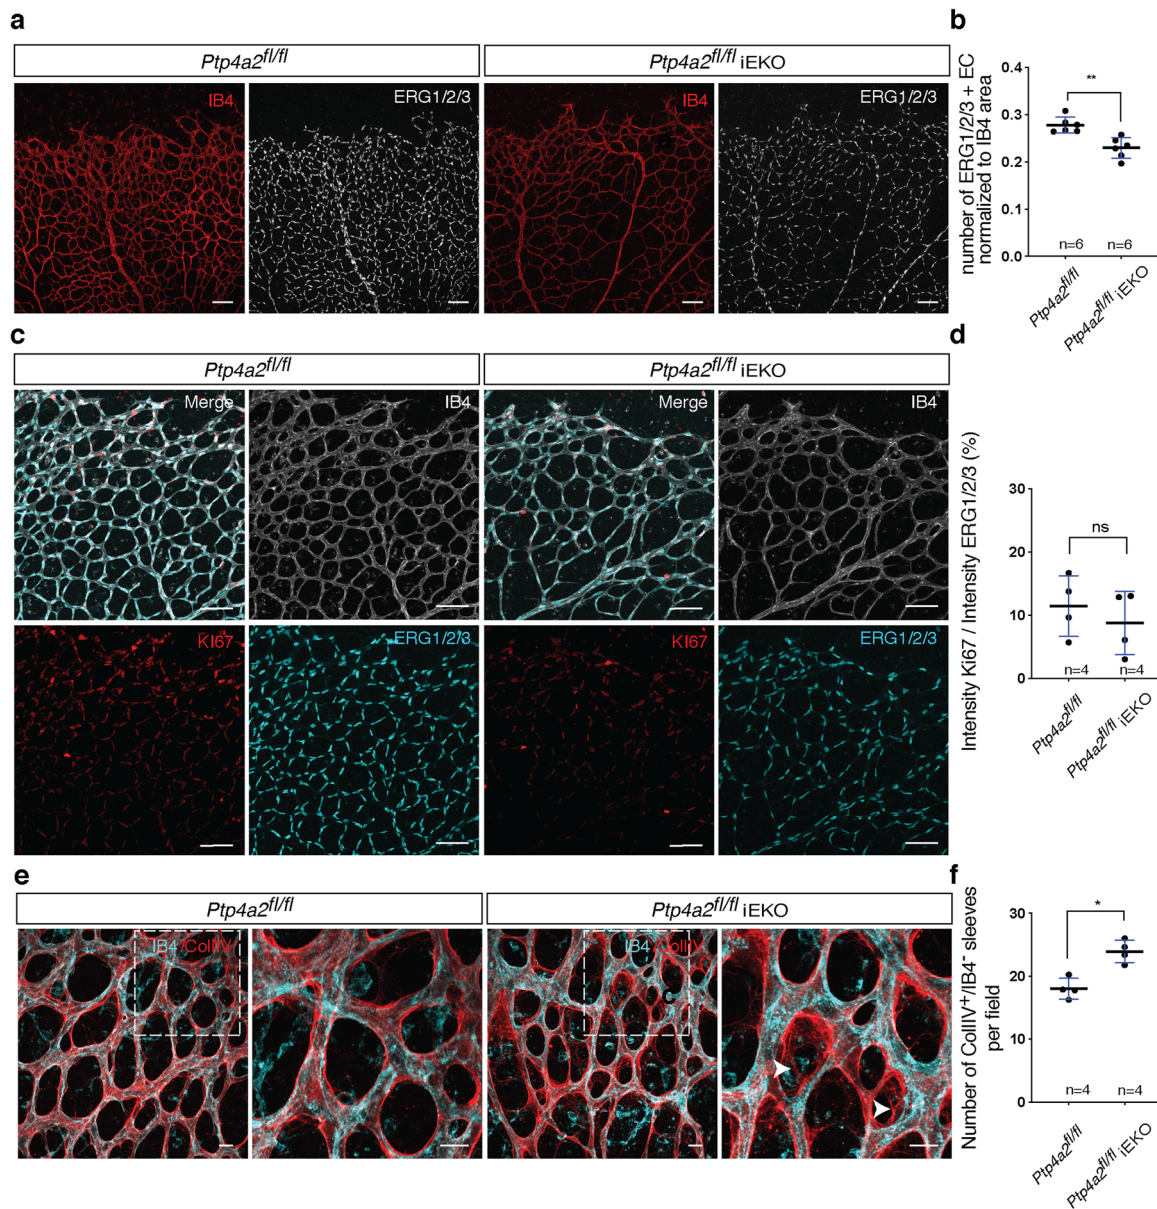 a
Ptp4a2fl/fl
Ptp4a2fl/fl iEKO
IB4
ERG1/2/3
IB4
ERG1/2/3
b
number of ERG1/2/3 + EC
normalized to IB4 area
0.4
0.3
0.2
0.1
0.0
**
n=6
n=6
Ptp4a2fl/fl
Ptp4a2fl/fl iEKO
c
Ptp4a2fl/fl
Ptp4a2fl/fl iEKO
Merge
IB4
Merge
IB4
KI67
ERG1/2/3
KI67
ERG1/2/3
d
Intensity Ki67 / Intensity ERG1/2/3 (%)
30
20
10
0
ns
n=4
n=4
Ptp4a2fl/fl
Ptp4a2fl/fl iEKO
e
Ptp4a2fl/fl
Ptp4a2fl/fl iEKO
IB4/CollIV
IB4/CollIV
f
Number of CollIV+/IB4- sleeves
per field
30
20
10
0
*
n=4
n=4
Ptp4a2fl/fl
Ptp4a2fl/fl iEKO